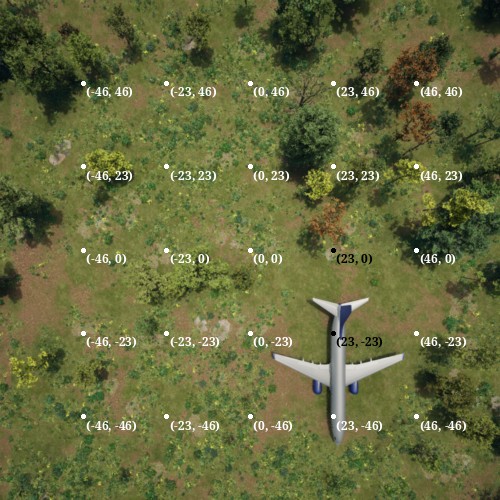 (-46, 46) (-23, 46) (0, 46) (23, 46) (46, 46)
(-46, 23) (-23, 23) (0, 23) (23, 23) (46, 23)
(-46, 0) (-23, 0) (0, 0) (23, 0) (46, 0)
(-46, -23) (-23, -23) (0, -23) (23, -23) (46, -23)
(-46, -46) (-23, -46) (0, -46) (23, -46) (46, -46)